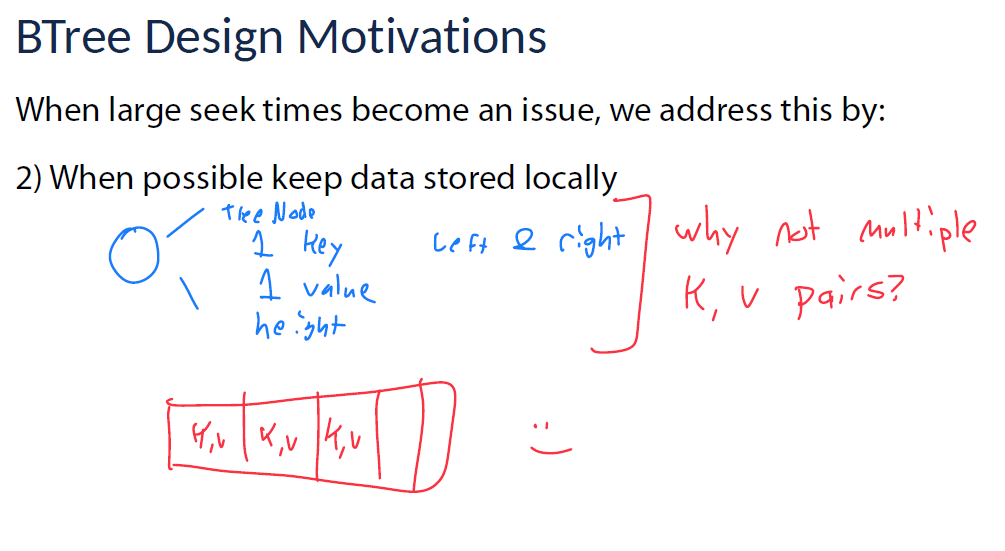 BTree Design Motivations
When large seek times become an issue, we address this by:
2) When possible keep data stored locally
tree Node
1 key left & right
1 value
height
why not multiple
K, v pairs?
K,v K,v K,v